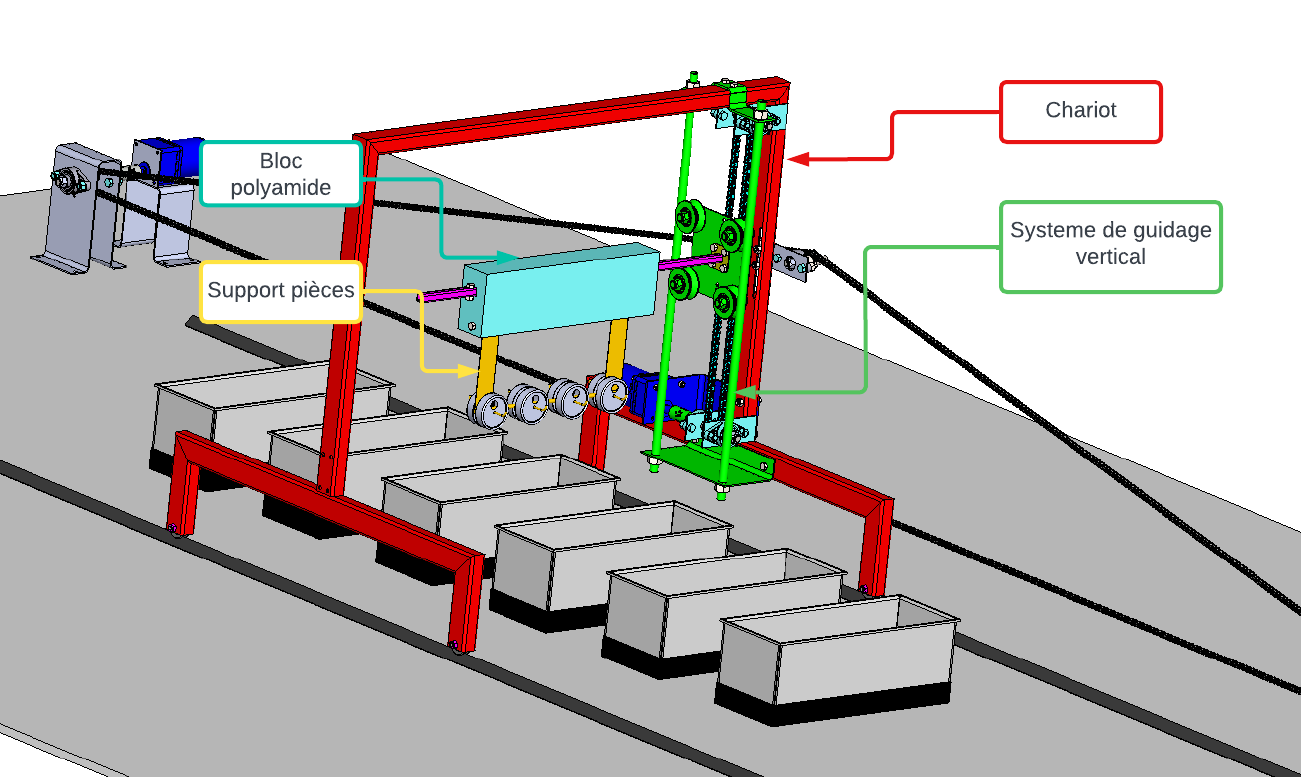 Chariot
Bloc
polyamide
Systeme de guidage
vertical
Support pièces